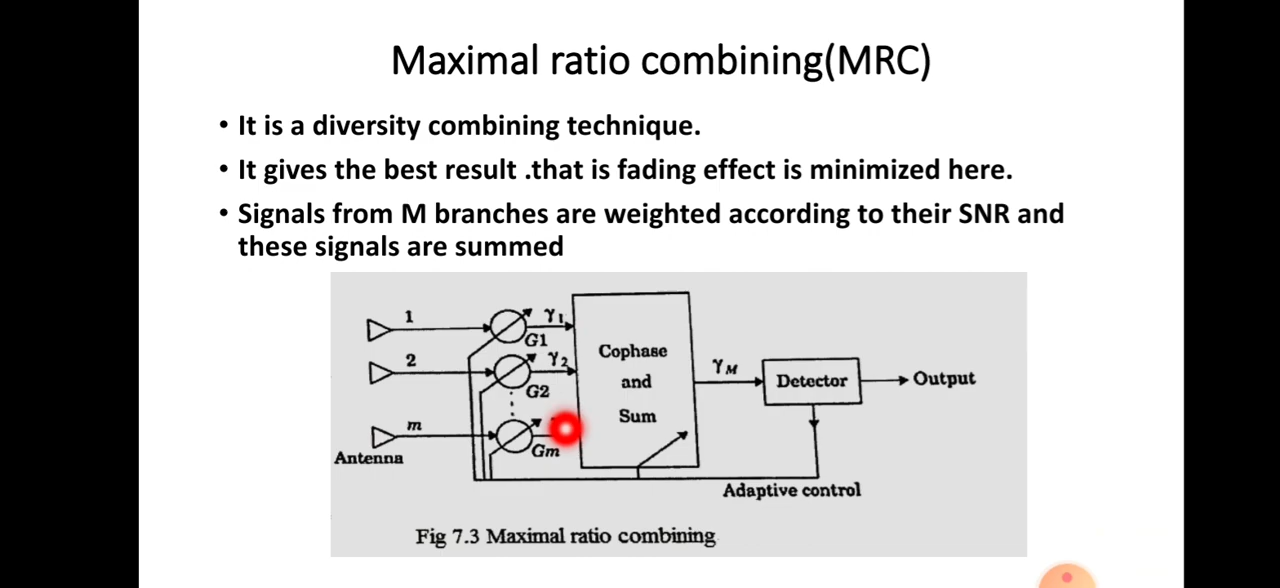 Maximal ratio combining(MRC)
• It is a diversity combining technique.
• It gives the best result .that is fading effect is minimized here.
• Signals from M branches are weighted according to their SNR and
these signals are summed
1
γ1
G1
2
γ2
G2
m
Gm
Antenna
Cophase
and
Sum
γM
Detector
Output
Adaptive control
Fig 7.3 Maximal ratio combining